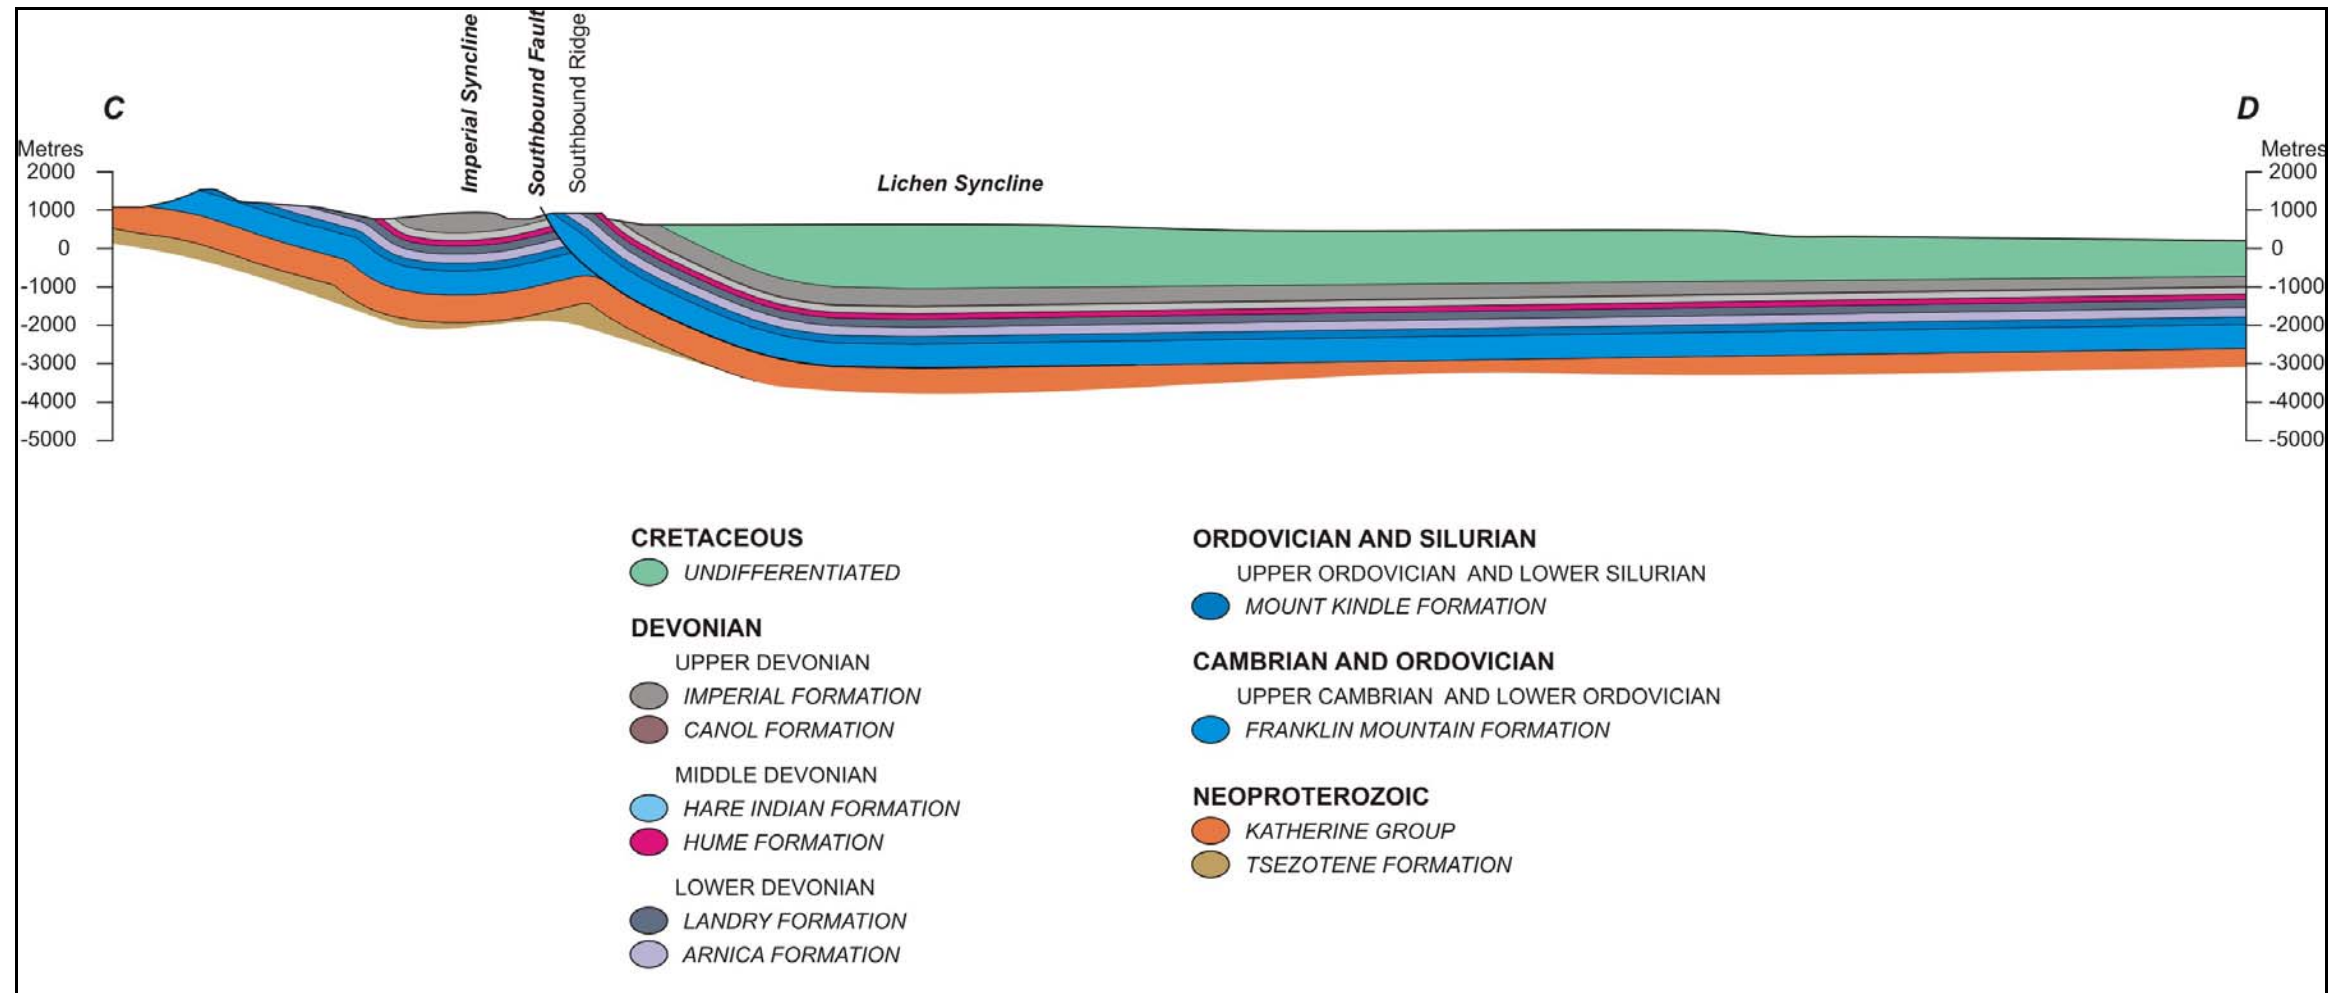 Imperial Syncline
Southbound Fault
Southbound Ridge
C
D
Lichen Syncline
Metres
2000
1000
0
-1000
-2000
-3000
-4000
-5000
Metres
2000
1000
0
-1000
-2000
-3000
-4000
-5000
CRETACEOUS
UNDIFFERENTIATED
DEVONIAN
UPPER DEVONIAN
IMPERIAL FORMATION
CANOL FORMATION
MIDDLE DEVONIAN
HARE INDIAN FORMATION
HUME FORMATION
LOWER DEVONIAN
LANDRY FORMATION
ARNICA FORMATION
ORDOVICIAN AND SILURIAN
UPPER ORDOVICIAN AND LOWER SILURIAN
MOUNT KINDLE FORMATION
CAMBRIAN AND ORDOVICIAN
UPPER CAMBRIAN AND LOWER ORDOVICIAN
FRANKLIN MOUNTAIN FORMATION
NEOPROTEROZOIC
KATHERINE GROUP
TSEZOTENE FORMATION